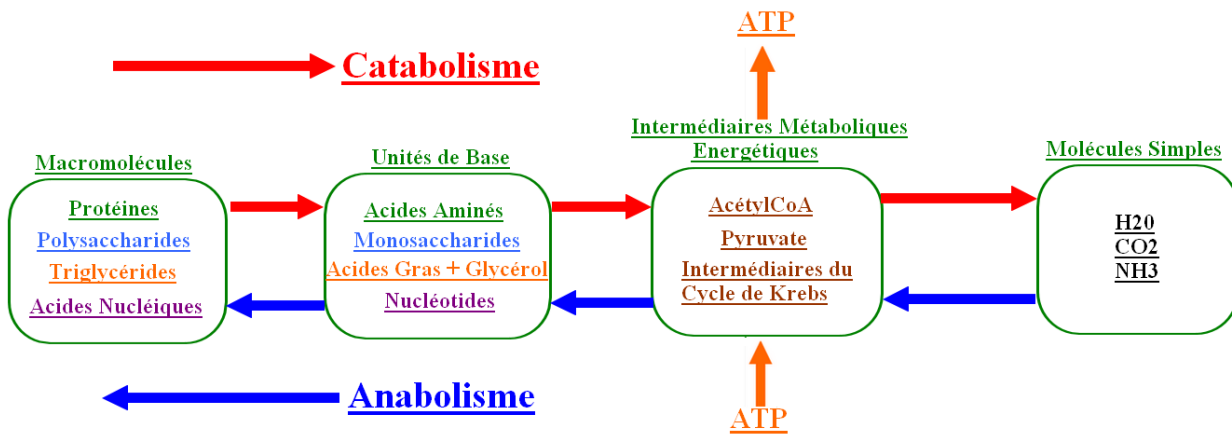 ATP
Catabolisme
Intermédiaires Métaboliques
Energétiques
Macromolécules
Unités de Base
Molécules Simples
Protéines
Polysaccharides
Triglycérides
Acides Nucléiques
Acides Aminés
Monosaccharides
Acides Gras + Glycérol
Nucléotides
AcétylCoA
Pyruvate
Intermédiaires du
Cycle de Krebs
H20
CO2
NH3
Anabolisme
ATP